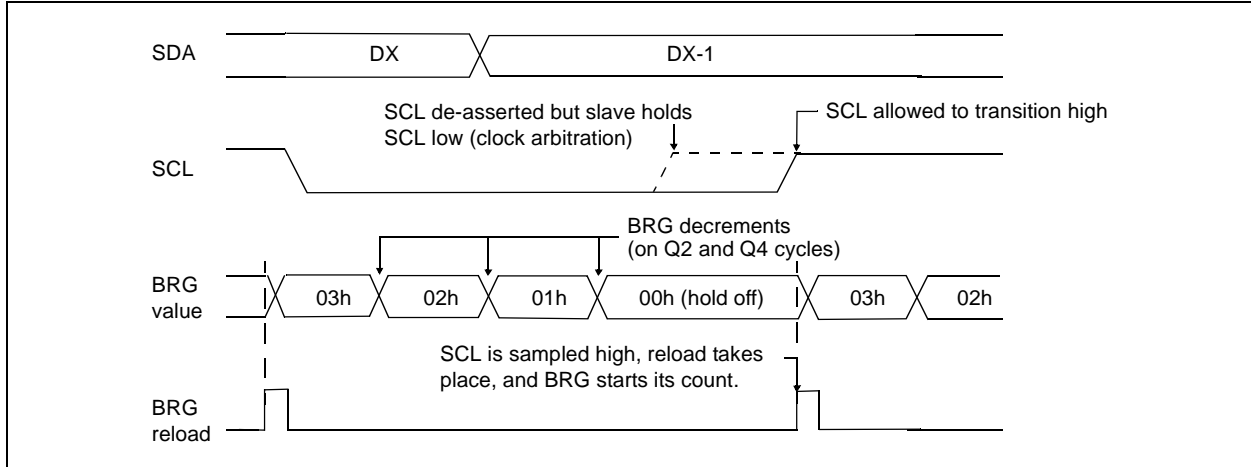 SDA
DX
DX-1
SCL de-asserted but slave holds
SCL low (clock arbitration)
SCL allowed to transition high
SCL
BRG decrements
(on Q2 and Q4 cycles)
BRG
value
03h
02h
01h
00h (hold off)
03h
02h
SCL is sampled high, reload takes
place, and BRG starts its count.
BRG
reload